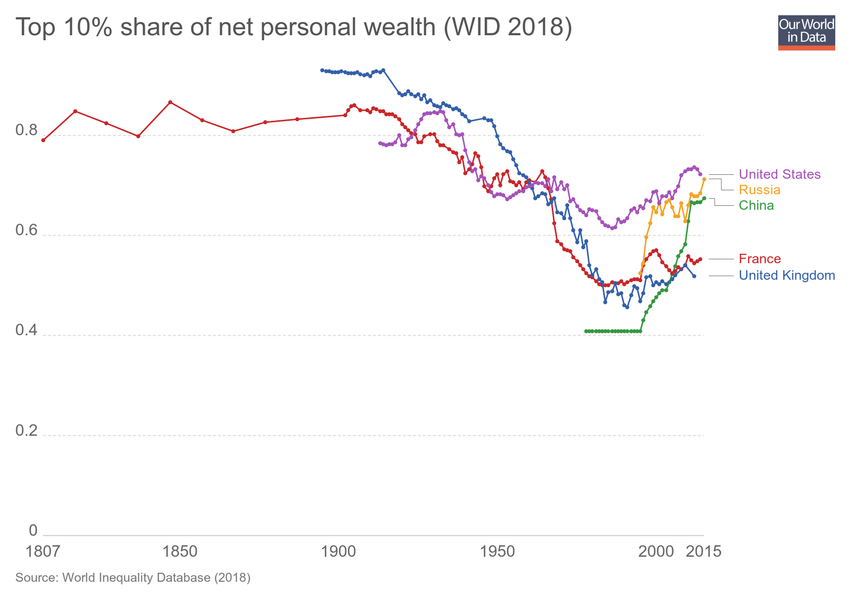 Top 10% share of net personal wealth (WID 2018)
Our World
in Data
0.8
0.6
0.4
0.2
0
United States
Russia
China
France
United Kingdom
1807 1850 1900 1950 2000 2015
Source: World Inequality Database (2018)